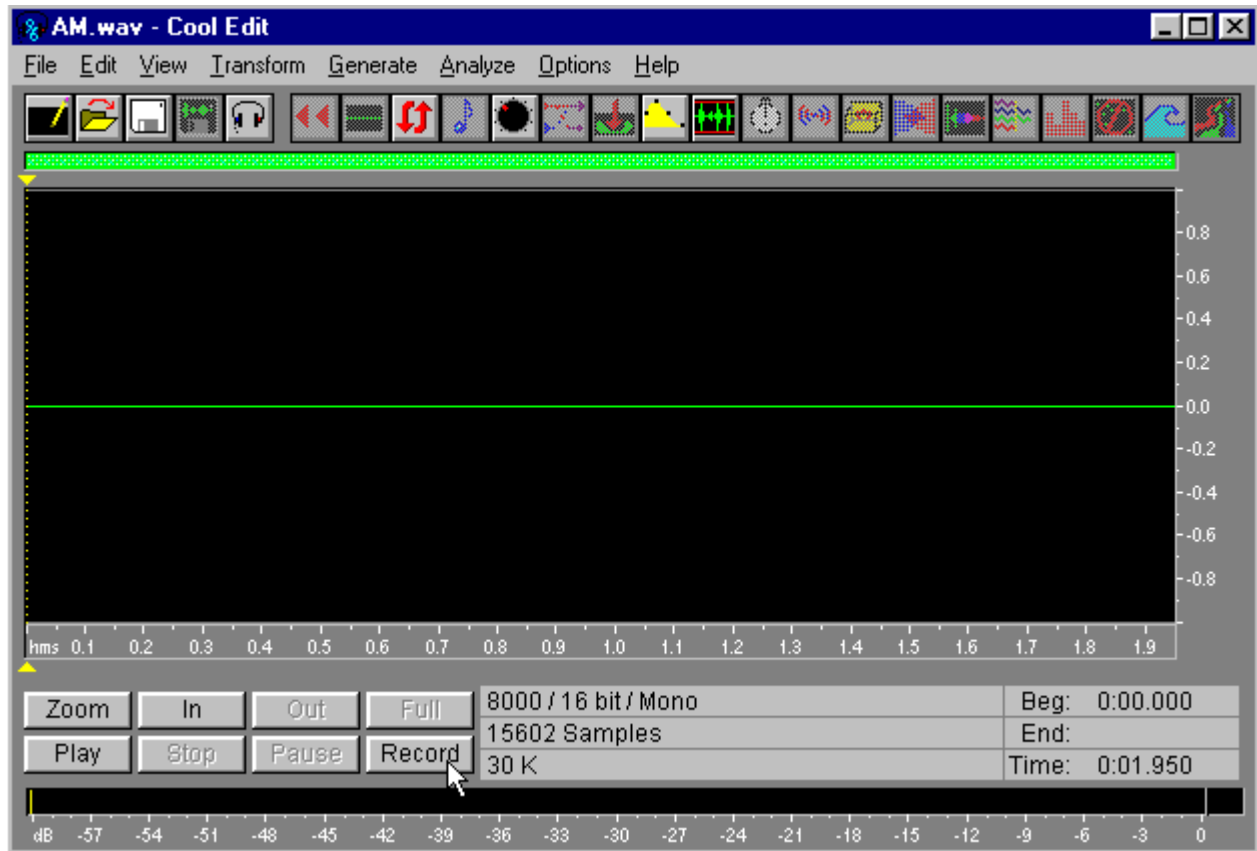 AM.wav - Cool Edit
File Edit View Transform Generate Analyze Options Help
0.8
0.6
0.4
0.2
0.0
-0.2
-0.4
-0.6
-0.8
hms 0.1 0.2 0.3 0.4 0.5 0.6 0.7 0.8 0.9 1.0 1.1 1.2 1.3 1.4 1.5 1.6 1.7 1.8 1.9
Zoom In Out Full 8000 / 16 bit / Mono Beg: 0:00.000
15602 Samples End:
Play Stop Pause Record 30 K Time: 0:01.950
dB -57 -54 -51 -48 -45 -42 -39 -36 -33 -30 -27 -24 -21 -18 -15 -12 -9 -6 -3 0